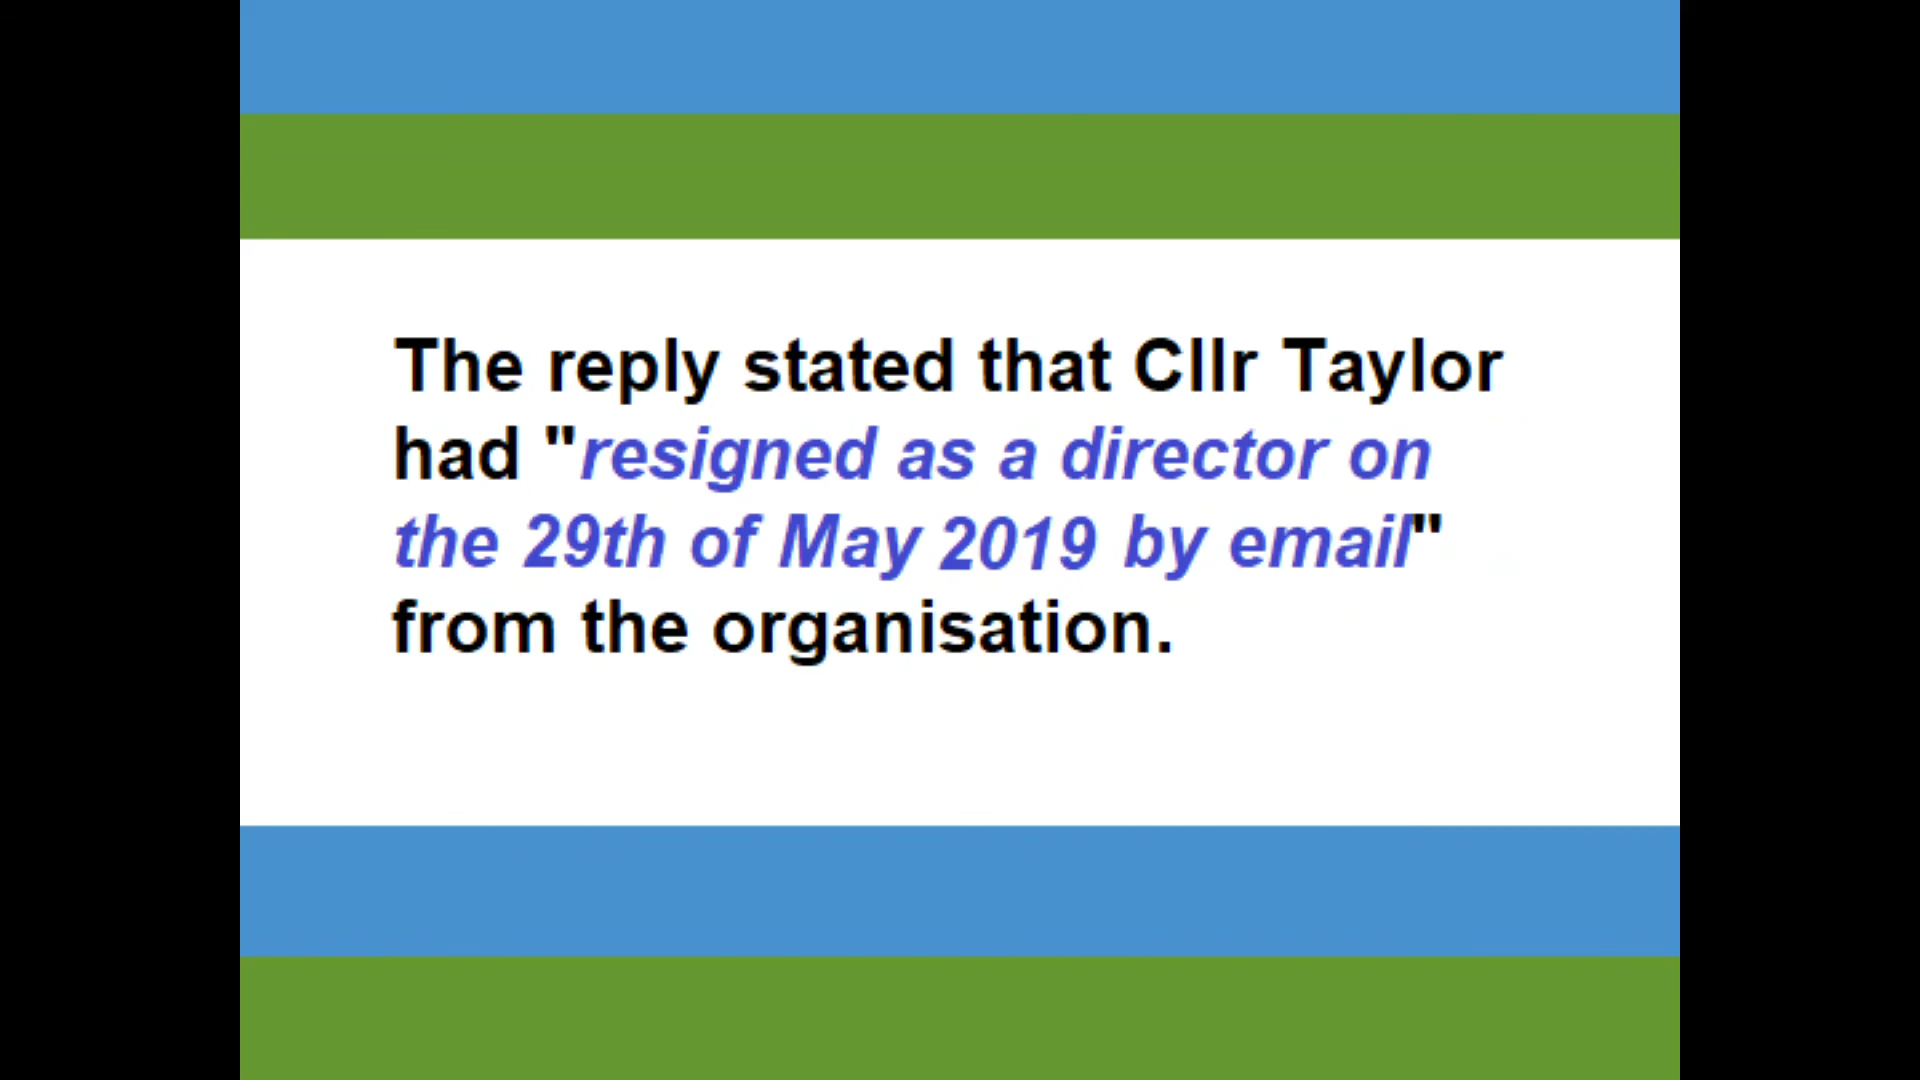 The reply stated that Cllr Taylor
had "resigned as a director on
the 29th of May 2019 by email"
from the organisation.